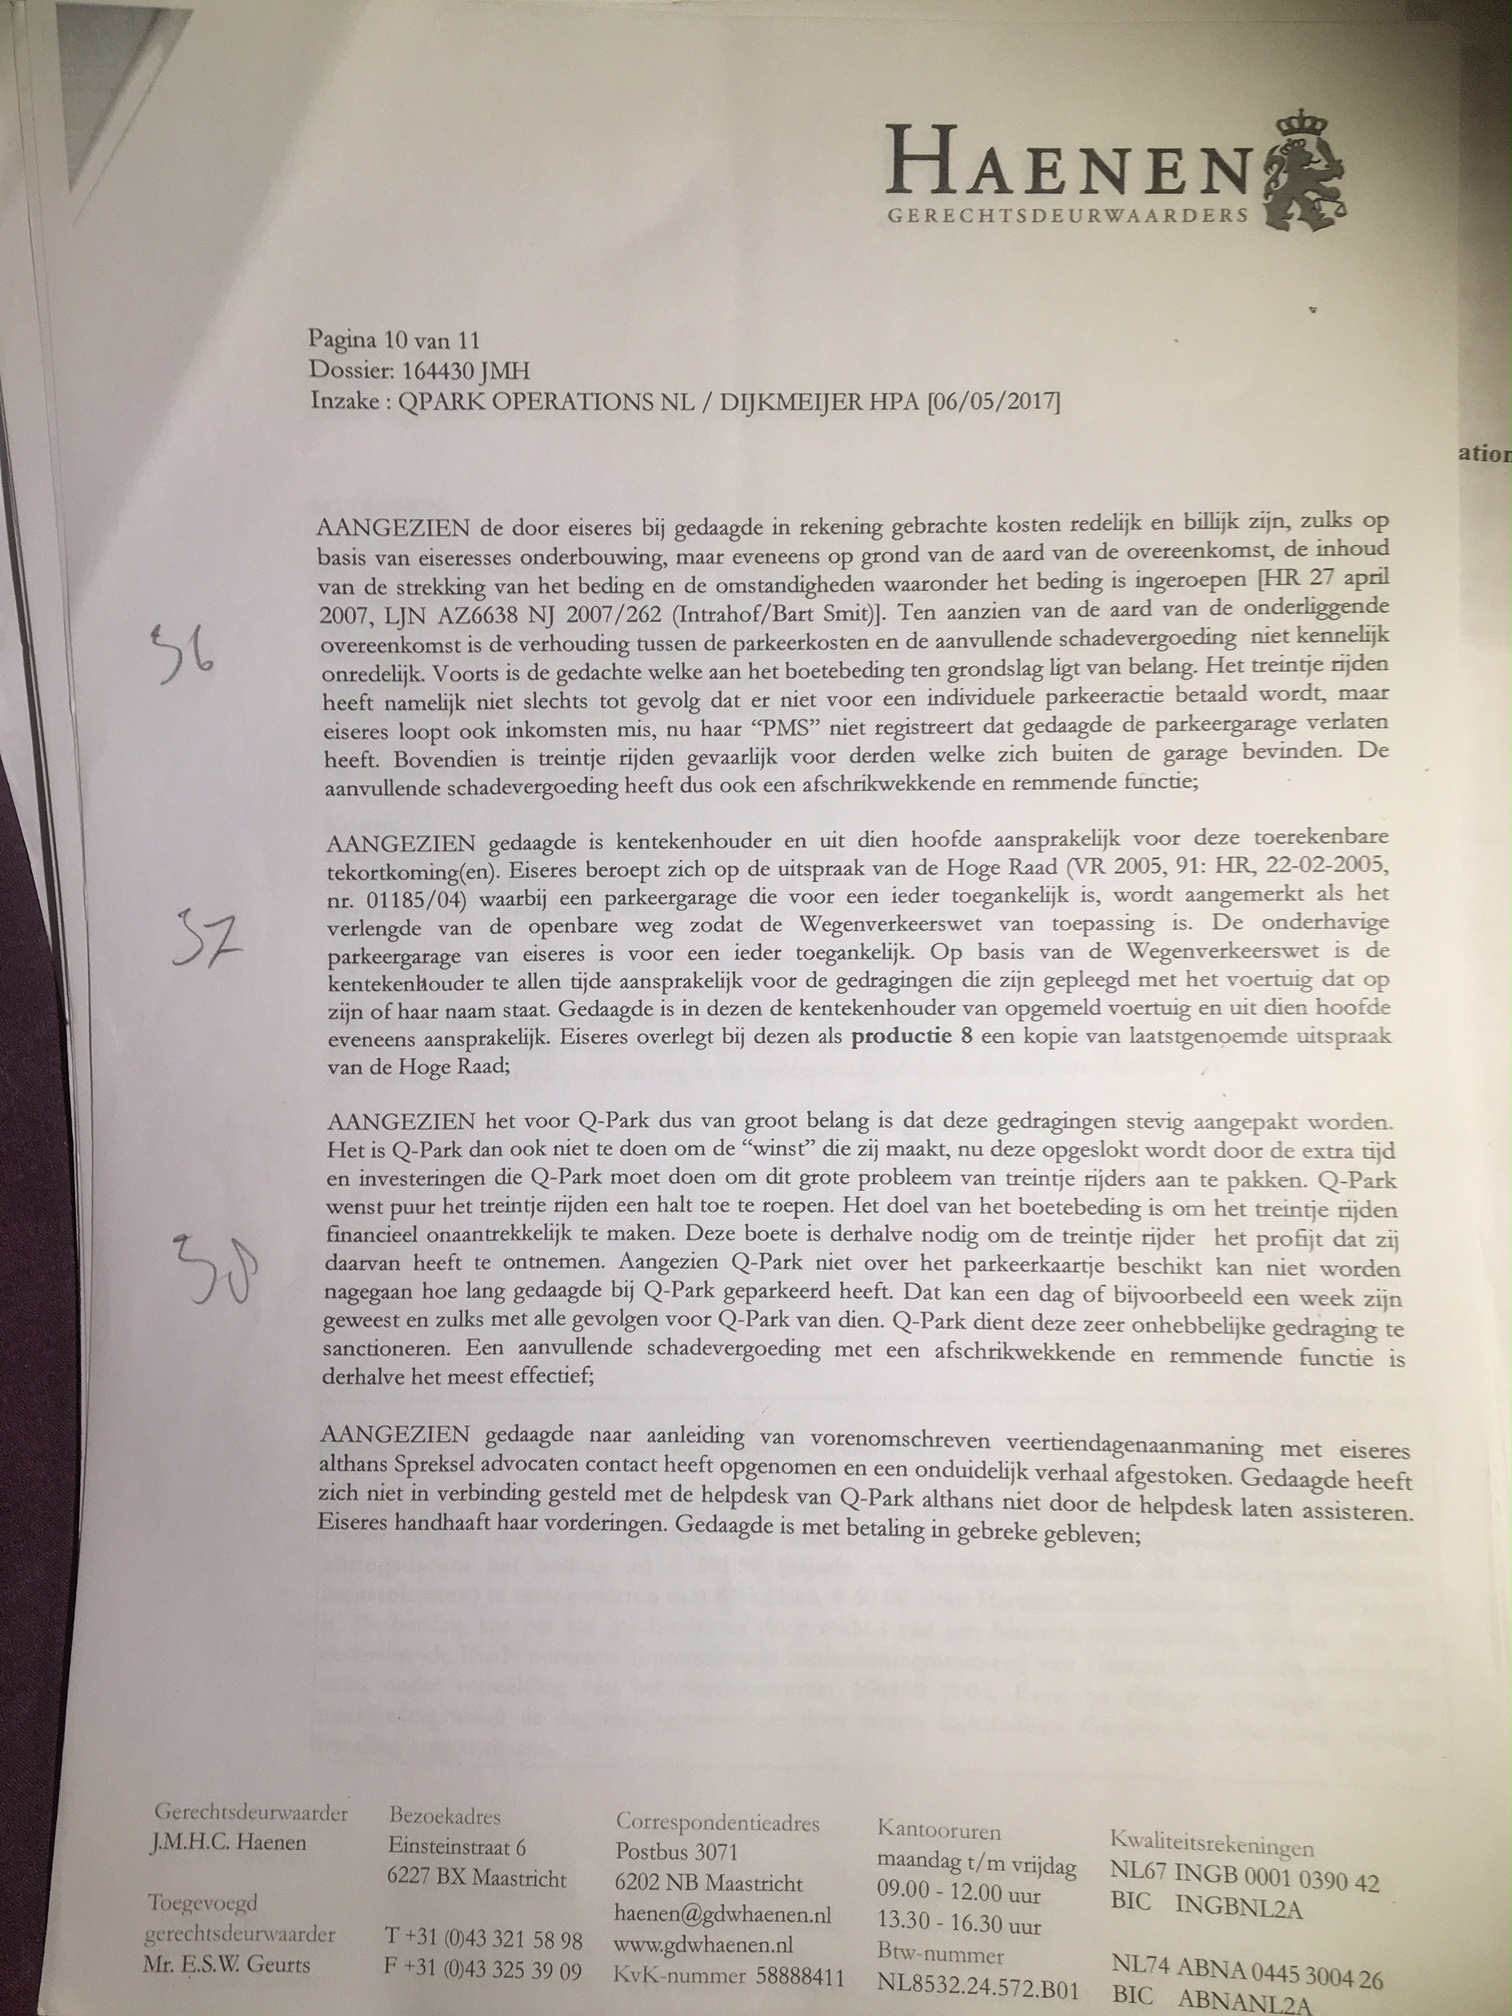 HAENEN
GERECHTSDEURWAARDERS
Pagina 10 van 11
Dossier: 164430 JMH
Inzake : QPARK OPERATIONS NL / DIJKMEIJER HPA [06/05/2017]
ation
AANGEZIEN de door eiseres bij gedaagde in rekening gebrachte kosten redelijk en billijk zijn, zulks op
basis van eiseresses onderbouwing, maar eveneens op grond van de aard van de overeenkomst, de inhoud
van de strekking van het beding en de omstandigheden waaronder het beding is ingeroepen [HR 27 april
2007, LJN AZ6638 NJ 2007/262 (Intrahof/Bart Smit)]. Ten aanzien van de aard van de onderliggende
overeenkomst is de verhouding tussen de parkeerkosten en de aanvullende schadevergoeding niet kennelijk
onredelijk. Voorts is de gedachte welke aan het boetebeding ten grondslag ligt van belang. Het treintje rijden
heeft namelijk niet slechts tot gevolg dat er niet voor een individuele parkeeractie betaald wordt, maar
eiseres loopt ook inkomsten mis, nu haar “PMS” niet registreert dat gedaagde de parkeergarage verlaten
heeft. Bovendien is treintje rijden gevaarlijk voor derden welke zich buiten de garage bevinden. De
aanvullende schadevergoeding heeft dus ook een afschrikwekkende en remmende functie;
36
AANGEZIEN gedaagde is kentekenhouder en uit dien hoofde aansprakelijk voor deze toerekenbare
tekortkoming(en). Eiseres beroept zich op de uitspraak van de Hoge Raad (VR 2005, 91: HR, 22-02-2005,
nr. 01185/04) waarbij een parkeergarage die voor een ieder toegankelijk is, wordt aangemerkt als het
verlengde van de openbare weg zodat de Wegenverkeerswet van toepassing is. De onderhavige
parkeergarage van eiseres is voor een ieder toegankelijk. Op basis van de Wegenverkeerswet is de
kentekenhouder te allen tijde aansprakelijk voor de gedragingen die zijn gepleegd met het voertuig dat op
zijn of haar naam staat. Gedaagde is in dezen de kentekenhouder van opgemeld voertuig en uit dien hoofde
eveneens aansprakelijk. Eiseres overlegt bij dezen als productie 8 een kopie van laatstgenoemde uitspraak
van de Hoge Raad;
37
AANGEZIEN het voor Q-Park dus van groot belang is dat deze gedragingen stevig aangepakt worden.
Het is Q-Park dan ook niet te doen om de “winst” die zij maakt, nu deze opgeslokt wordt door de extra tijd
en investeringen die Q-Park moet doen om dit grote probleem van treintje rijders aan te pakken. Q-Park
wenst puur het treintje rijden een halt toe te roepen. Het doel van het boetebeding is om het treintje rijden
financieel onaantrekkelijk te maken. Deze boete is derhalve nodig om de treintje rijder het profijt dat zij
daarvan heeft te ontnemen. Aangezien Q-Park niet over het parkeerkaartje beschikt kan niet worden
nagegaan hoe lang gedaagde bij Q-Park geparkeerd heeft. Dat kan een dag of bijvoorbeeld een week zijn
geweest en zulks met alle gevolgen voor Q-Park van dien. Q-Park dient deze zeer onhebbelijke gedraging te
sanctioneren. Een aanvullende schadevergoeding met een afschrikwekkende en remmende functie is
derhalve het meest effectief;
38
AANGEZIEN gedaagde naar aanleiding van vorenomschreven veertiendagenaanmaning met eiseres
althans Spreksel advocaten contact heeft opgenomen en een onduidelijk verhaal afgestoken. Gedaagde heeft
zich niet in verbinding gesteld met de helpdesk van Q-Park althans niet door de helpdesk laten assisteren.
Eiseres handhaaft haar vorderingen. Gedaagde is met betaling in gebreke gebleven;
Gerechtsdeurwaarder
J.M.H.C. Haenen
Toegevoegd
gerechtsdeurwaarder
Mr. E.S.W. Geurts
Bezoekadres
Einsteinstraat 6
6227 BX Maastricht
T +31 (0)43 321 58 98
F +31 (0)43 325 39 09
Correspondentieadres
Postbus 3071
6202 NB Maastricht
haenen@gdwhaenen.nl
www.gdwhaenen.nl
KvK-nummer 58888411
Kantooruren
maandag t/m vrijdag
09.00 - 12.00 uur
13.30 - 16.30 uur
Btw-nummer
NL8532.24.572.B01
Kwaliteitsrekeningen
NL67 INGB 0001 0390 42
BIC INGBNL2A
NL74 ABNA 0445 3004 26
BIC ABNANL2A